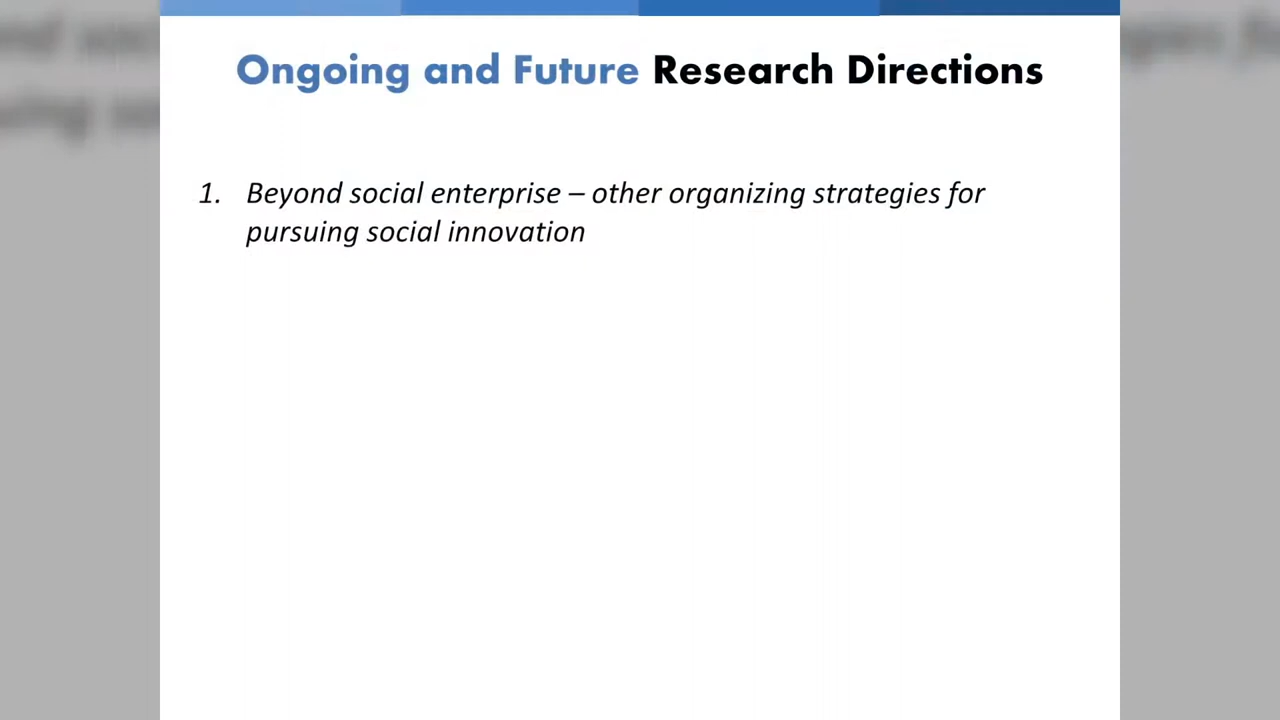 Ongoing and Future Research Directions
1. Beyond social enterprise – other organizing strategies for
pursuing social innovation